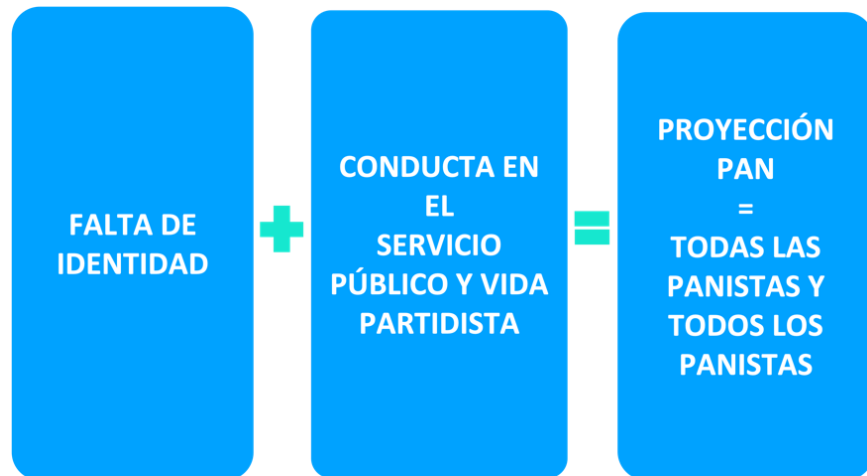 FALTA DE
IDENTIDAD
+
CONDUCTA EN
EL
SERVICIO
PÚBLICO Y VIDA
PARTIDISTA
=
PROYECCIÓN
PAN
=
TODAS LAS
PANISTAS Y
TODOS LOS
PANISTAS